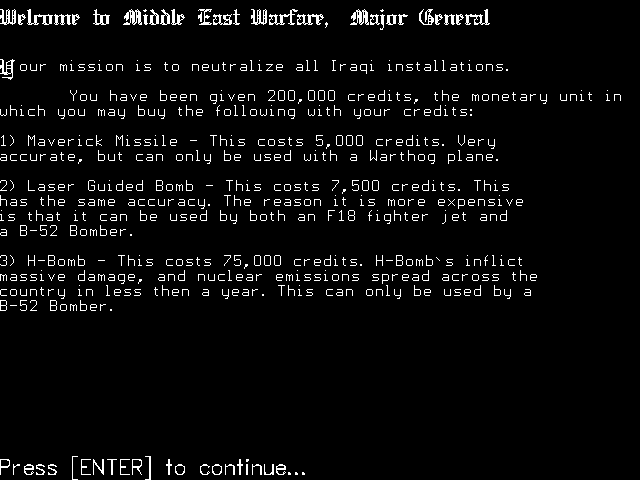 Welcome to Middle East Warfare, Major General
Your mission is to neutralize all Iraqi installations.
You have been given 200,000 credits, the monetary unit in
which you may buy the following with your credits:
1) Maverick Missile - This costs 5,000 credits. Very
accurate, but can only be used with a Warthog plane.
2) Laser Guided Bomb - This costs 7,500 credits. This
has the same accuracy. The reason it is more expensive
is that it can be used by both an F18 fighter jet and
a B-52 Bomber.
3) H-Bomb - This costs 75,000 credits. H-Bomb`s inflict
massive damage, and nuclear emissions spread across the
country in less then a year. This can only be used by a
B-52 Bomber.
Press [ENTER] to continue...